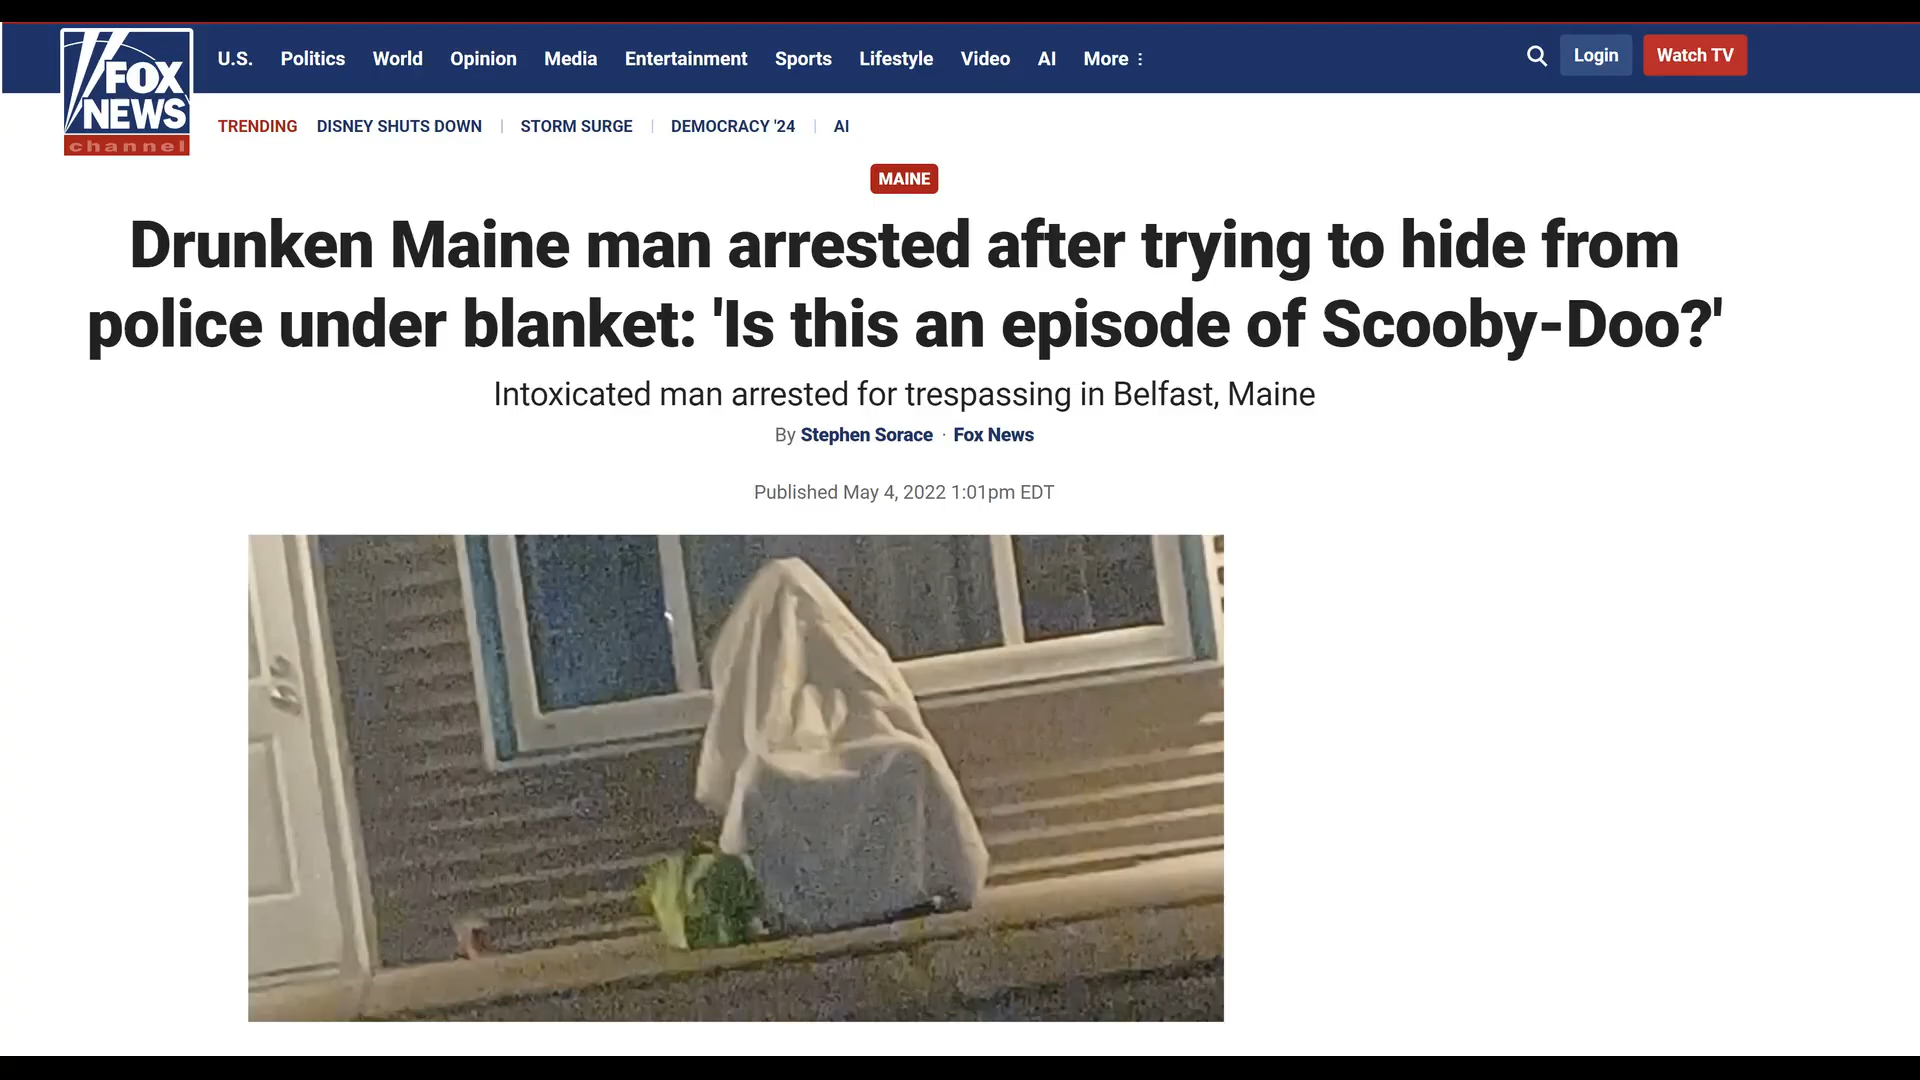 U.S. Politics World Opinion Media Entertainment Sports Lifestyle Video AI More Login Watch TV
FOX
NEWS
channel
TRENDING DISNEY SHUTS DOWN | STORM SURGE | DEMOCRACY '24 | AI
MAINE
Drunken Maine man arrested after trying to hide from
police under blanket: 'Is this an episode of Scooby-Doo?'
Intoxicated man arrested for trespassing in Belfast, Maine
By Stephen Sorace · Fox News
Published May 4, 2022 1:01pm EDT